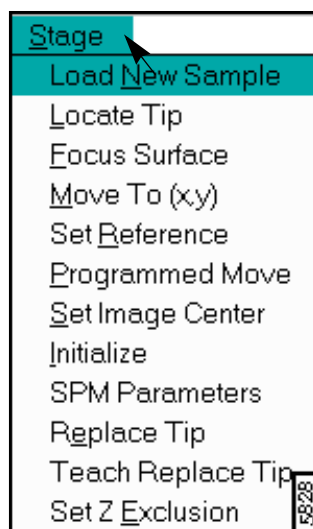 Stage
Load New Sample
Locate Tip
Focus Surface
Move To (x,y)
Set Reference
Programmed Move
Set Image Center
Initialize
SPM Parameters
Replace Tip
Teach Replace Tip
Set Z Exclusion
5828